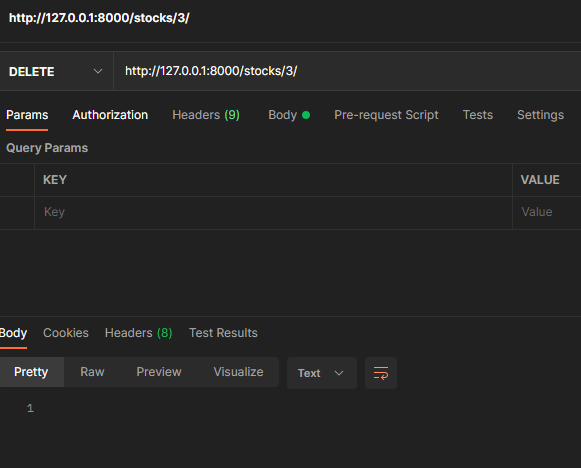 http://127.0.0.1:8000/stocks/3/
DELETE http://127.0.0.1:8000/stocks/3/
Params Authorization Headers (9) Body Pre-request Script Tests Settings
Query Params
KEY VALUE
Key Value
Body Cookies Headers (8) Test Results
Pretty Raw Preview Visualize Text
1